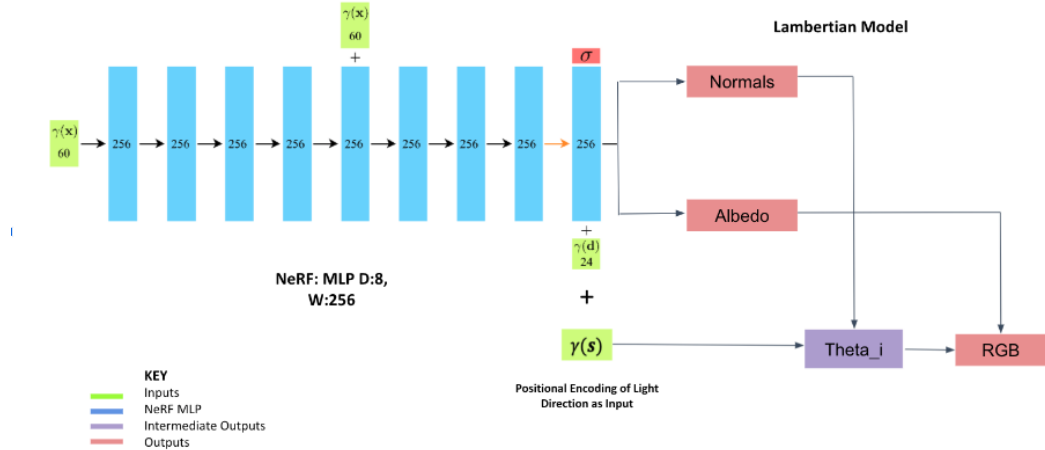 γ(x)
60
Lambertian Model
+
σ
Normals
γ(x)
60
256
256
256
256
256
256
256
256
256
Albedo
+
γ(d)
24
NeRF: MLP D:8,
W:256
+
γ(s)
Theta_i
RGB
Positional Encoding of Light
Direction as Input
KEY
Inputs
NeRF MLP
Intermediate Outputs
Outputs